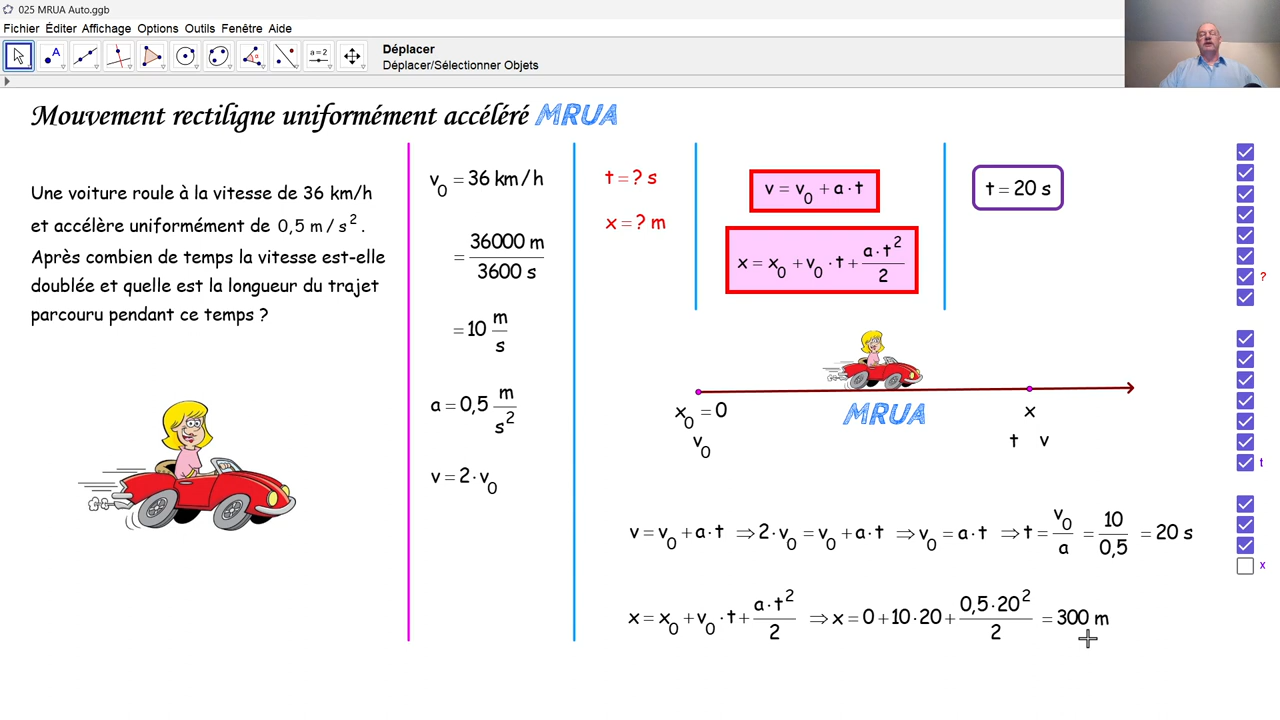 025 MRUA Auto.ggb
Fichier Éditer Affichage Options Outils Fenêtre Aide
A a=2
Déplacer
Déplacer/Sélectionner Objets
Mouvement rectiligne uniformément accéléré MRUA
Une voiture roule à la vitesse de 36 km/h
et accélère uniformément de 0,5 m / s².
Après combien de temps la vitesse est-elle
doublée et quelle est la longueur du trajet
parcouru pendant ce temps ?
v₀ = 36 km/h
= 36000 m / 3600 s
= 10 m/s
a = 0,5 m/s²
v = 2·v₀
t = ? s
x = ? m
v = v₀ + a·t
x = x₀ + v₀·t + a·t²/2
t = 20 s
x₀ = 0
v₀
MRUA
x
t v
v = v₀ + a·t ⇒ 2·v₀ = v₀ + a·t ⇒ v₀ = a·t ⇒ t = v₀/a = 10/0,5 = 20 s
x = x₀ + v₀·t + a·t²/2 ⇒ x = 0 + 10·20 + 0,5·20²/2 = 300 m
?
t
x